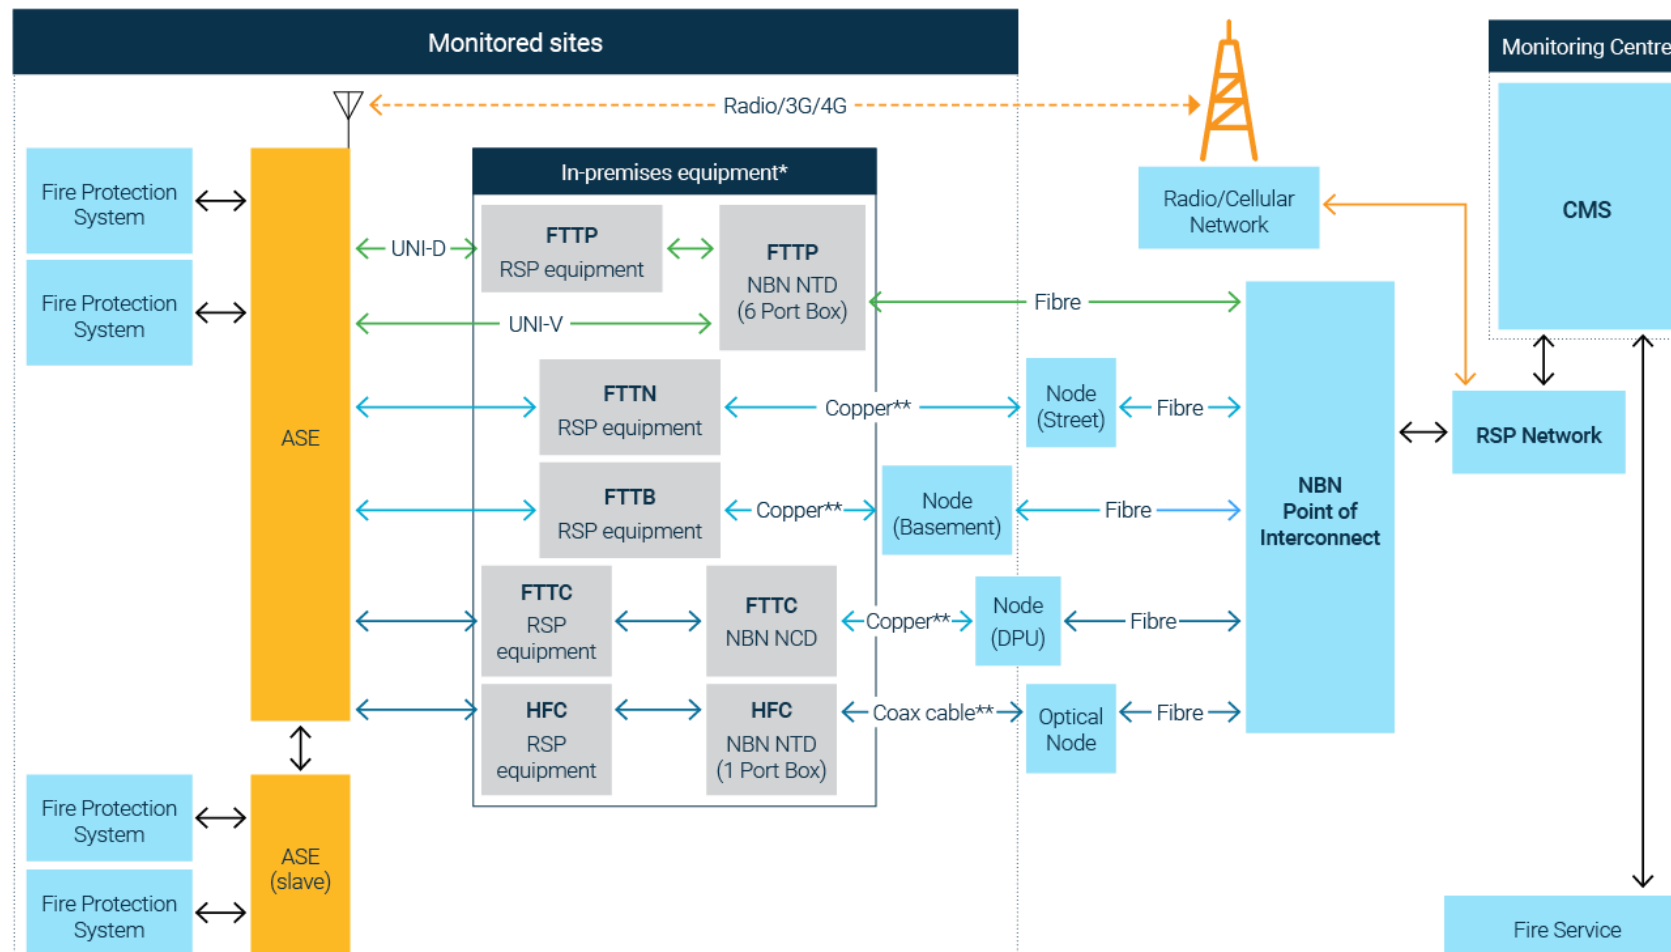 Monitored sites
Monitoring Centre
Radio/3G/4G
In-premises equipment*
Fire Protection
System
Fire Protection
System
ASE
UNI-D
FTTP
RSP equipment
FTTP
NBN NTD
(6 Port Box)
UNI-V
Fibre
Radio/Cellular
Network
CMS
FTTN
RSP equipment
Copper**
Node
(Street)
Fibre
FTTB
RSP equipment
Copper**
Node
(Basement)
Fibre
NBN
Point of
Interconnect
RSP Network
FTTC
RSP
equipment
FTTC
NBN NCD
Copper**
Node
(DPU)
Fibre
HFC
RSP
equipment
HFC
NBN NTD
(1 Port Box)
Coax cable**
Optical
Node
Fibre
Fire Protection
System
Fire Protection
System
ASE
(slave)
Fire Service